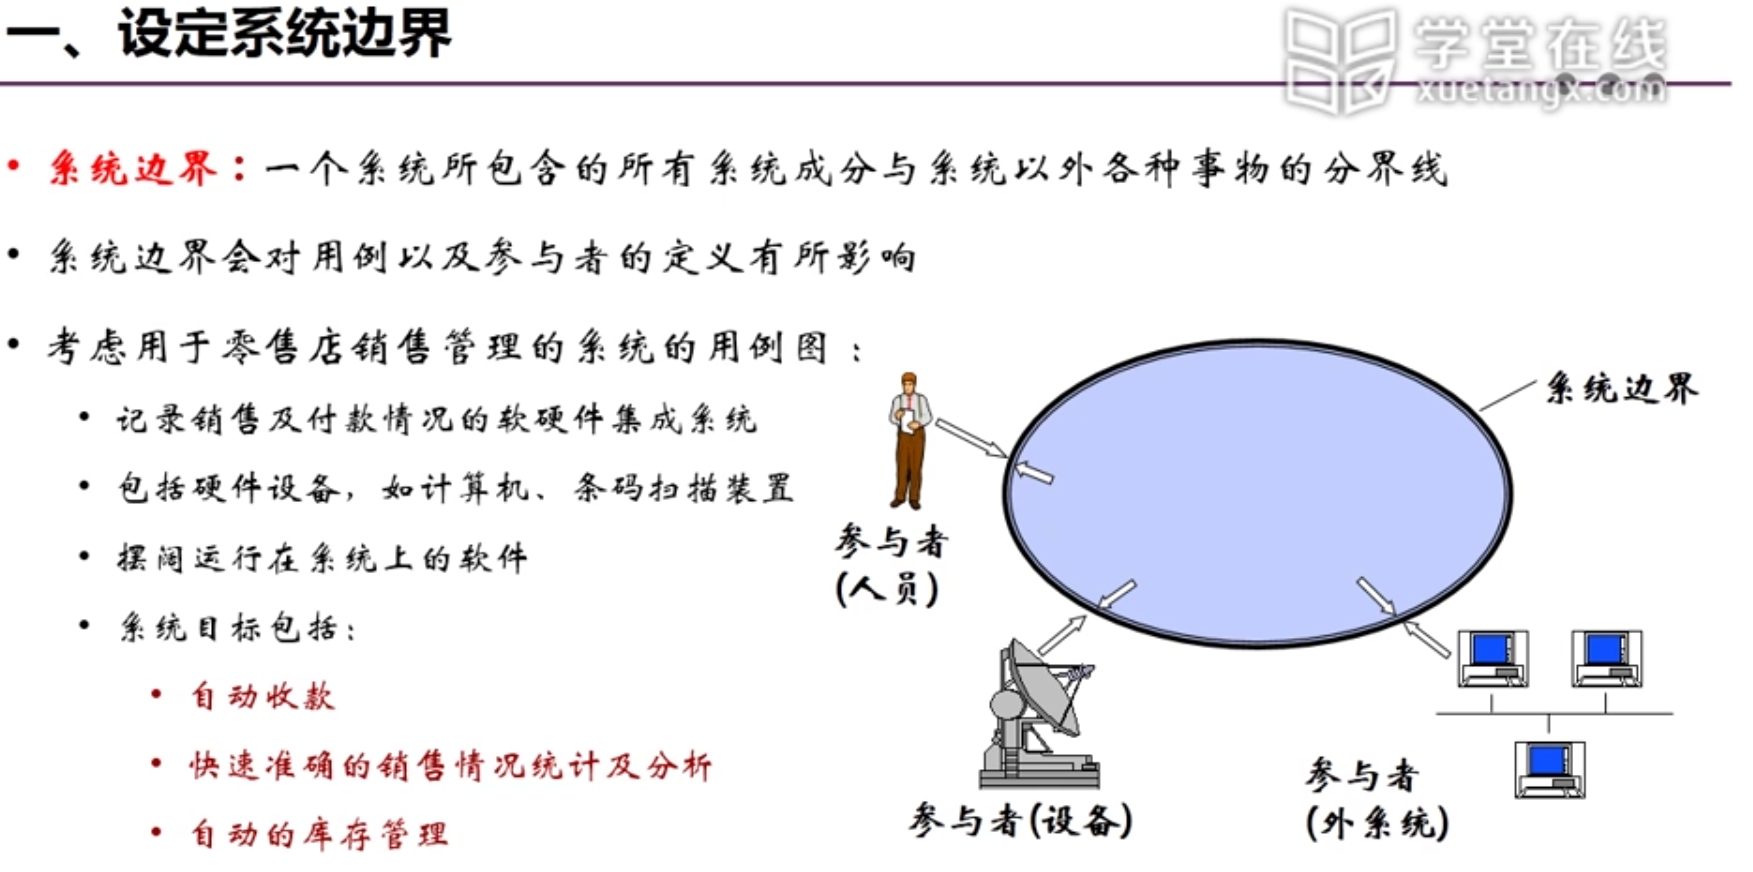 一、设定系统边界
学堂在线
xuetangx.com
• 系统边界：一个系统所包含的所有系统成分与系统以外各种事物的分界线
• 系统边界会对用例以及参与者的定义有所影响
• 考虑用于零售店销售管理的系统的用例图：
• 记录销售及付款情况的软硬件集成系统
• 包括硬件设备，如计算机、条码扫描装置
• 摆阔运行在系统上的软件
• 系统目标包括：
• 自动收款
• 快速准确的销售情况统计及分析
• 自动的库存管理
系统边界
参与者
(人员)
参与者(设备)
参与者
(外系统)